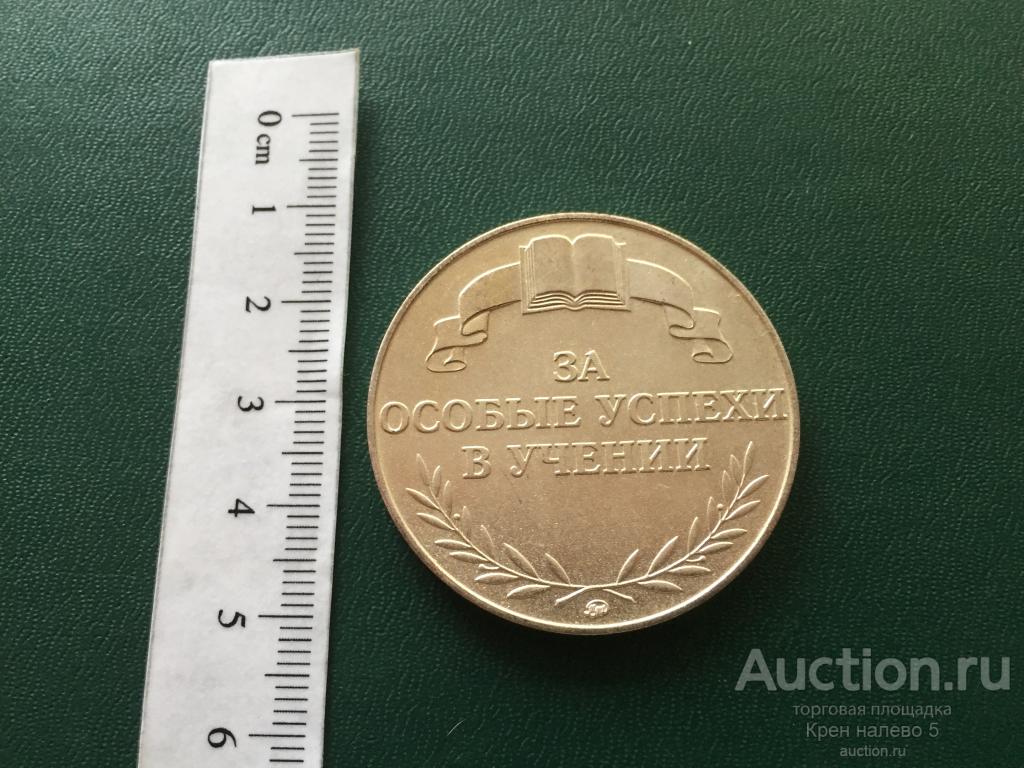 0 cm
1
2
3
4
5
6
ЗА
ОСОБЫЕ УСПЕХИ
В УЧЕНИИ
Auction.ru
торговая площадка
Крен налево 5
auction.ru